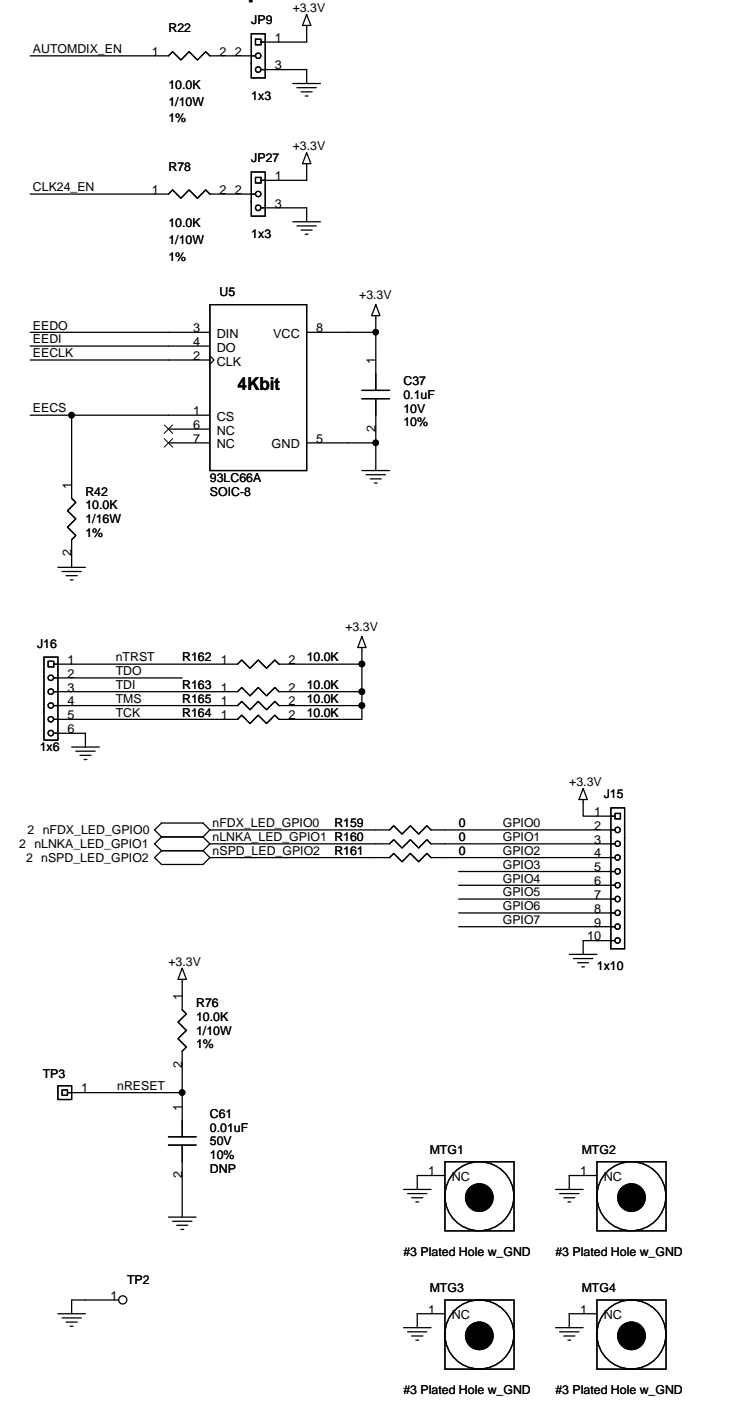 +3.3V
R22 JP9
AUTOMDIX_EN 1 2 2 1 3
10.0K
1/10W
1%
1x3
+3.3V
R78 JP27
CLK24_EN 1 2 2 1 3
10.0K
1/10W
1%
1x3
U5
+3.3V
EEDO 3 DIN VCC 8
EEDI 4 DO
EECLK 2 CLK
4Kbit
1 2
C37
0.1uF
10V
10%
EECS 1 CS
6 NC
7 NC GND 5
93LC66A
SOIC-8
1
R42
10.0K
1/16W
1%
2
+3.3V
J16
1 nTRST R162 1 2 10.0K
2 TDO
3 TDI R163 1 2 10.0K
4 TMS R165 1 2 10.0K
5 TCK R164 1 2 10.0K
6
1x6
+3.3V
J15
1
2 nFDX_LED_GPIO0 nFDX_LED_GPIO0 R159 0 GPIO0 2
2 nLNKA_LED_GPIO1 nLNKA_LED_GPIO1 R160 0 GPIO1 3
2 nSPD_LED_GPIO2 nSPD_LED_GPIO2 R161 0 GPIO2 4
GPIO3 5
GPIO4 6
GPIO5 7
GPIO6 8
GPIO7 9
10
1x10
+3.3V
1
R76
10.0K
1/10W
1%
2
TP3
1 nRESET
1
C61
0.01uF
50V
10%
DNP
2
MTG1 MTG2
1 NC 1 NC
#3 Plated Hole w_GND #3 Plated Hole w_GND
TP2
1
MTG3 MTG4
1 NC 1 NC
#3 Plated Hole w_GND #3 Plated Hole w_GND